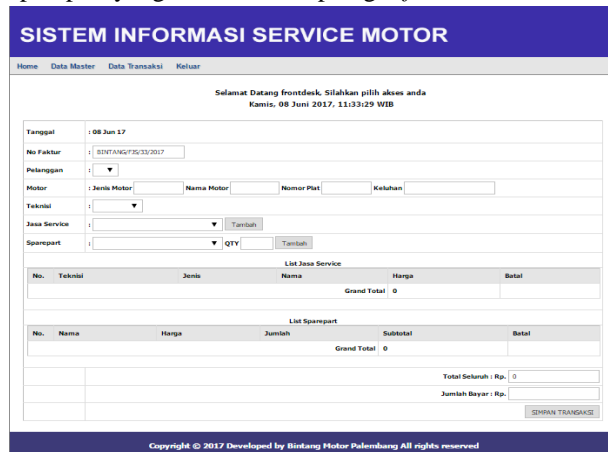 SISTEM INFORMASI SERVICE MOTOR
Home Data Master Data Transaksi Keluar
Selamat Datang frontdesk, Silahkan pilih akses anda
Kamis, 08 Juni 2017, 11:33:29 WIB
Tanggal : 08 Jun 17
No Faktur : BINTANG/FJS/33/2017
Pelanggan :
Motor : Jenis Motor Nama Motor Nomor Plat Keluhan
Teknisi :
Jasa Service : Tambah
Sparepart : QTY Tambah
List Jasa Service
No. Teknisi Jenis Nama Harga Batal
Grand Total 0
List Sparepart
No. Nama Harga Jumlah Subtotal Batal
Grand Total 0
Total Seluruh : Rp. 0
Jumlah Bayar : Rp.
SIMPAN TRANSAKSI
Copyright © 2017 Developed by Bintang Motor Palembang All rights reserved